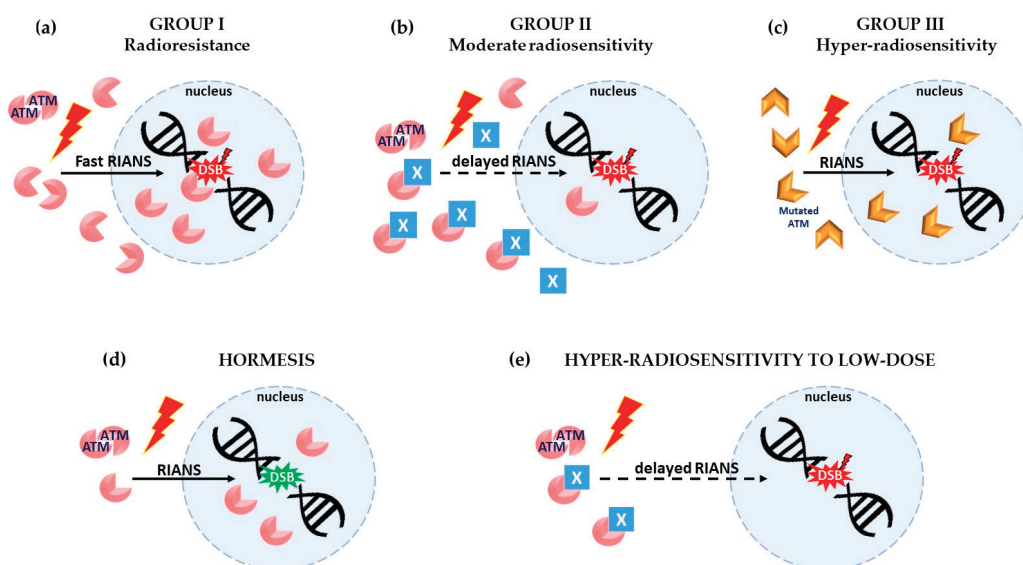 (a)
GROUP I
Radioresistance
nucleus
ATM
ATM
Fast RIANS
DSB
(b)
GROUP II
Moderate radiosensitivity
nucleus
ATM
ATM
X
X
delayed RIANS
DSB
X
X
X
X
(c)
GROUP III
Hyper-radiosensitivity
nucleus
RIANS
DSB
Mutated
ATM
(d)
HORMESIS
nucleus
ATM
ATM
RIANS
DSB
(e)
HYPER-RADIOSENSITIVITY TO LOW-DOSE
nucleus
ATM
ATM
X
delayed RIANS
DSB
X